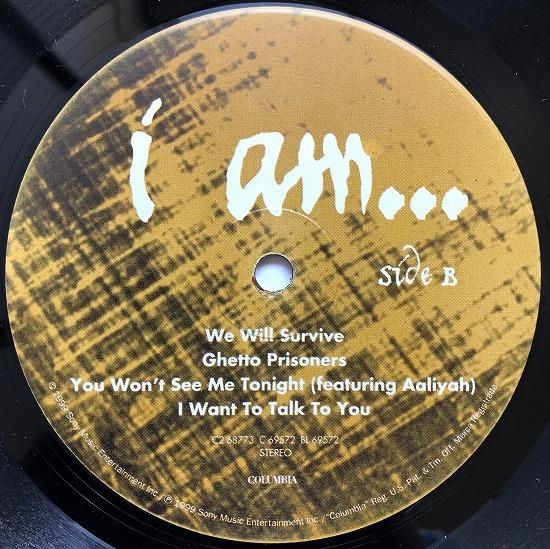 i am...
side B
We Will Survive
Ghetto Prisoners
You Won't See Me Tonight (featuring Aaliyah)
I Want To Talk To You
C2 68773 C 69572 BL 69572
STEREO
COLUMBIA
© 1999 Sony Music Entertainment Inc./℗ 1999 Sony Music Entertainment Inc./"Columbia" Reg. U.S. Pat. & Tm. Off. Marca Registrada